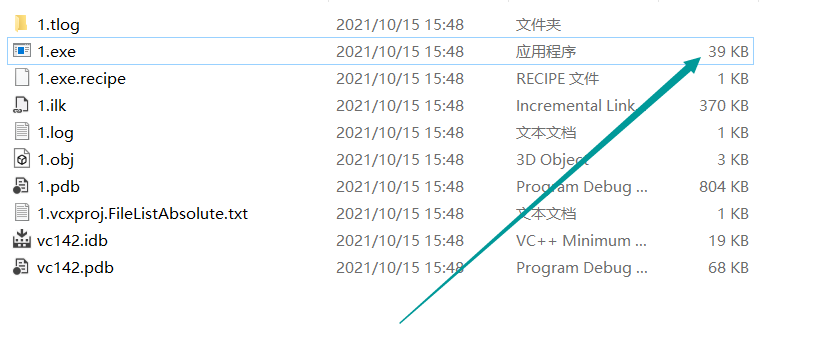 1.tlog 2021/10/15 15:48 文件夹
1.exe 2021/10/15 15:48 应用程序 39 KB
1.exe.recipe 2021/10/15 15:48 RECIPE 文件 1 KB
1.ilk 2021/10/15 15:48 Incremental Link... 370 KB
1.log 2021/10/15 15:48 文本文档 1 KB
1.obj 2021/10/15 15:48 3D Object 3 KB
1.pdb 2021/10/15 15:48 Program Debug ... 804 KB
1.vcxproj.FileListAbsolute.txt 2021/10/15 15:48 文本文档 1 KB
vc142.idb 2021/10/15 15:48 VC++ Minimum ... 19 KB
vc142.pdb 2021/10/15 15:48 Program Debug ... 68 KB